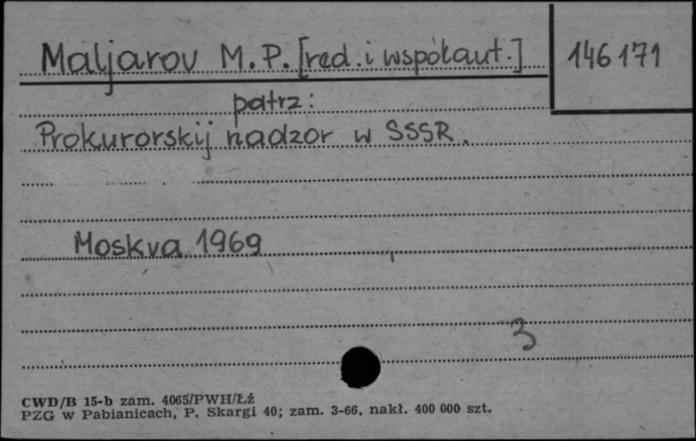 Maljarov M.P. [red. i współaut.]
146171
patrz:
Prokurorskij nadzor w SSSR.
Moskva 1969
3
CWD/B 15-b zam. 4065/PWH/Łź
PZG w Pabianicach, P. Skargi 40; zam. 3-66, nakł. 400 000 szt.